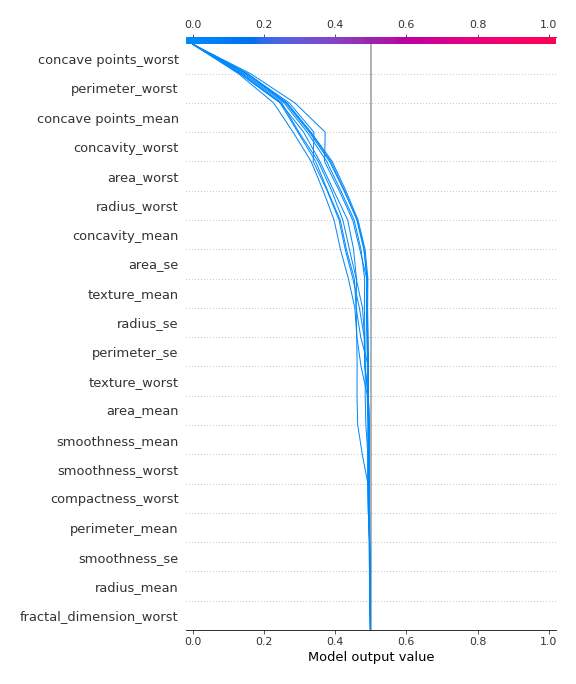 0.0 0.2 0.4 0.6 0.8 1.0
concave points_worst
perimeter_worst
concave points_mean
concavity_worst
area_worst
radius_worst
concavity_mean
area_se
texture_mean
radius_se
perimeter_se
texture_worst
area_mean
smoothness_mean
smoothness_worst
compactness_worst
perimeter_mean
smoothness_se
radius_mean
fractal_dimension_worst
0.0 0.2 0.4 0.6 0.8 1.0
Model output value